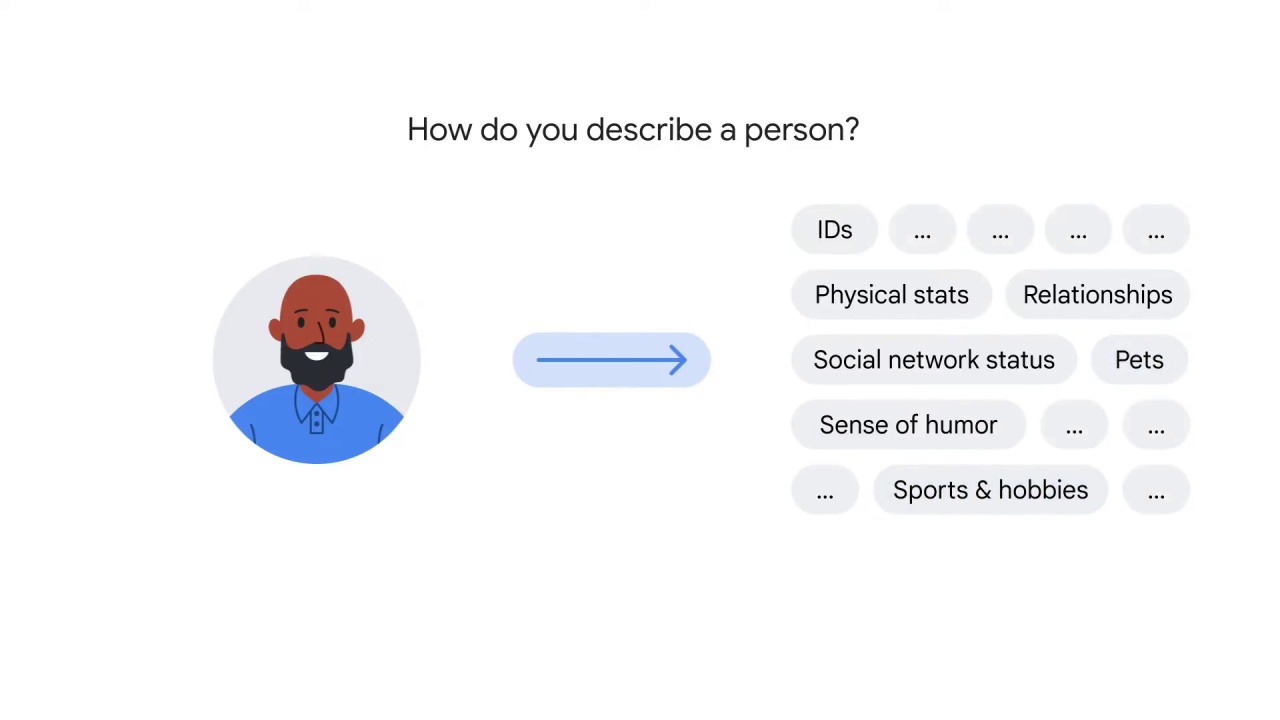 How do you describe a person?
IDs ... ... ... ...
Physical stats Relationships
Social network status Pets
Sense of humor ... ...
... Sports & hobbies ...